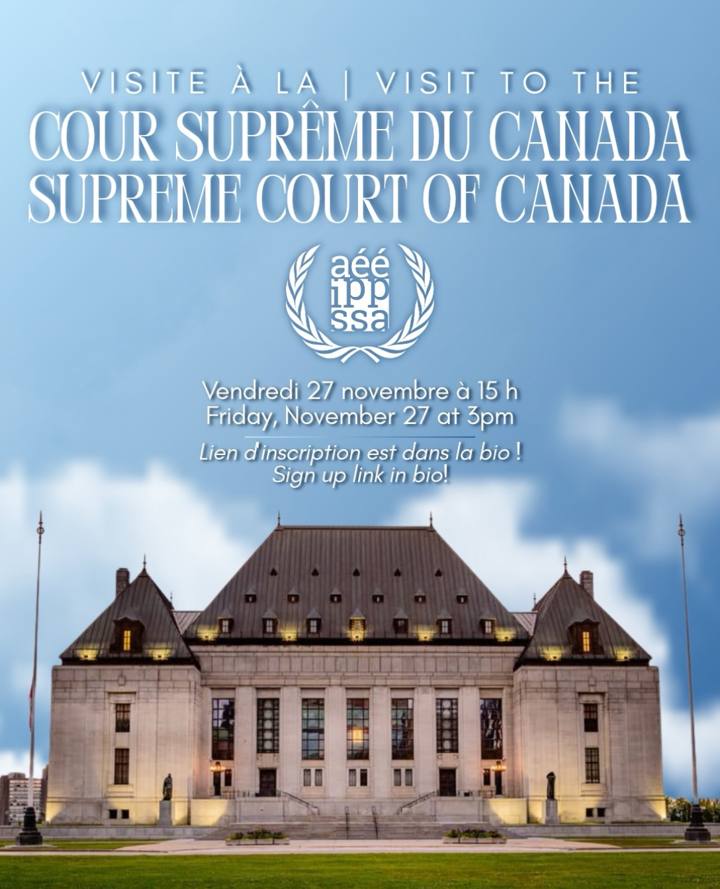 VISITE À LA | VISIT TO THE
COUR SUPRÊME DU CANADA
SUPREME COURT OF CANADA
aéé
ipp
ssa
Vendredi 27 novembre à 15 h
Friday, November 27 at 3pm
Lien d'inscription est dans la bio !
Sign up link in bio!